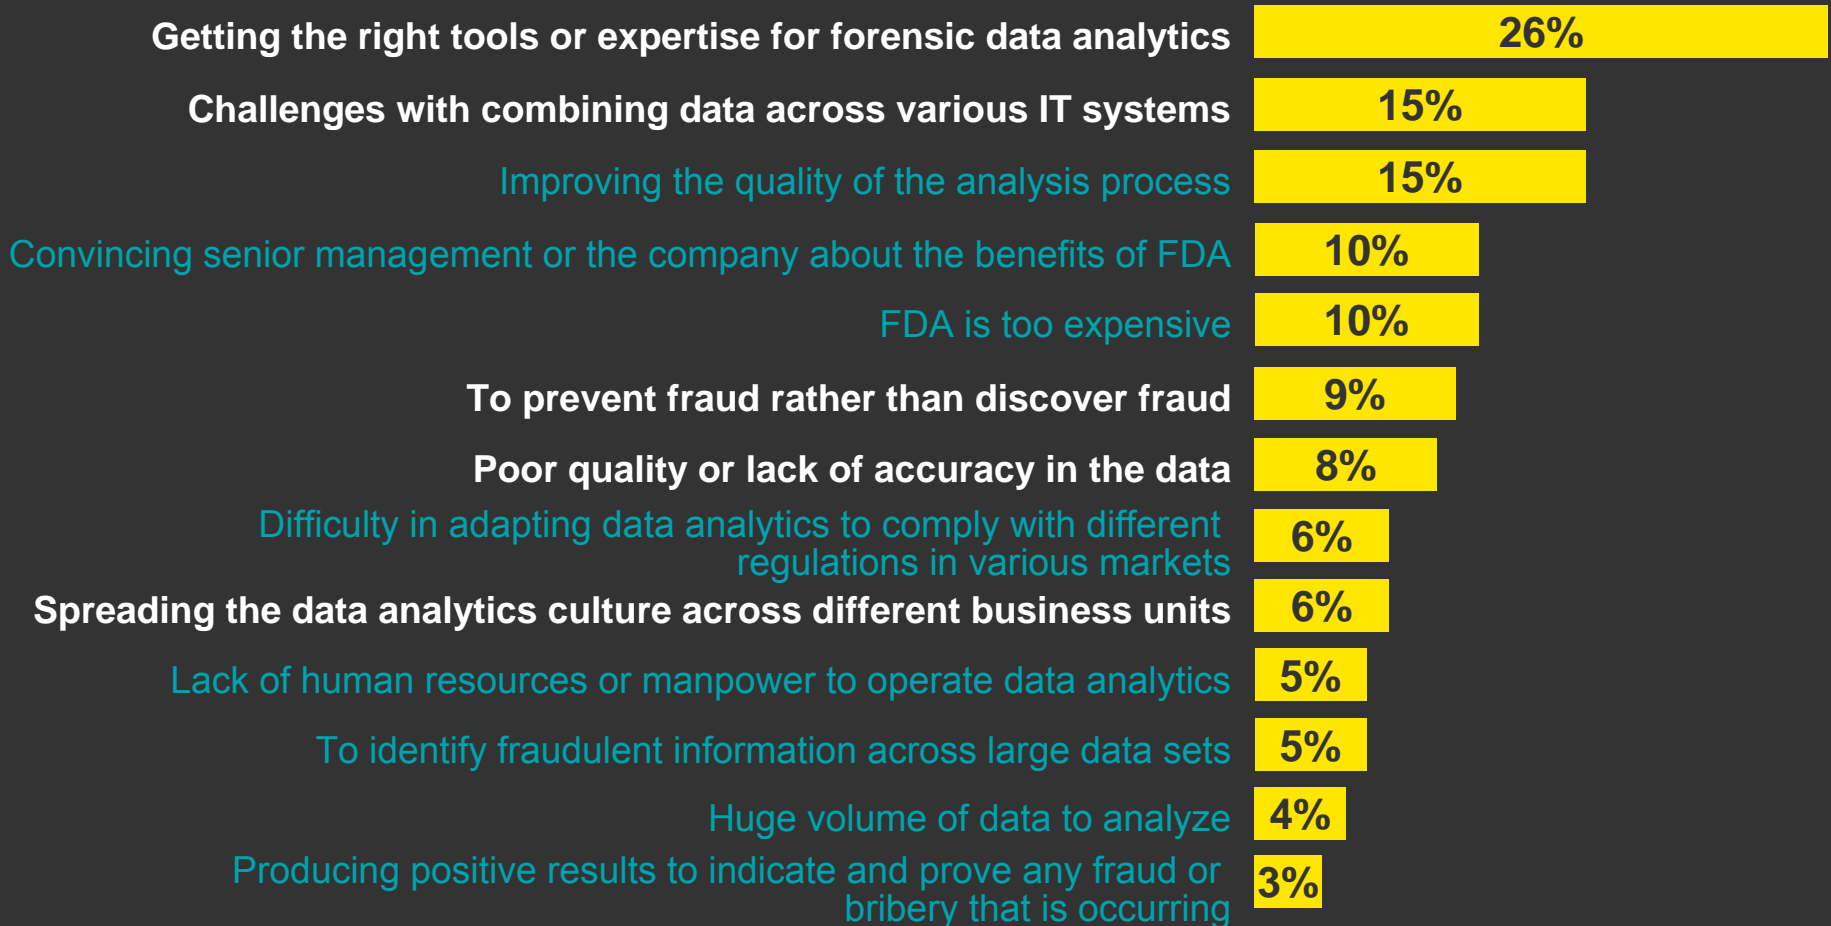 Getting the right tools or expertise for forensic data analytics 26%
Challenges with combining data across various IT systems 15%
Improving the quality of the analysis process 15%
Convincing senior management or the company about the benefits of FDA 10%
FDA is too expensive 10%
To prevent fraud rather than discover fraud 9%
Poor quality or lack of accuracy in the data 8%
Difficulty in adapting data analytics to comply with different
regulations in various markets 6%
Spreading the data analytics culture across different business units 6%
Lack of human resources or manpower to operate data analytics 5%
To identify fraudulent information across large data sets 5%
Huge volume of data to analyze 4%
Producing positive results to indicate and prove any fraud or
bribery that is occurring 3%